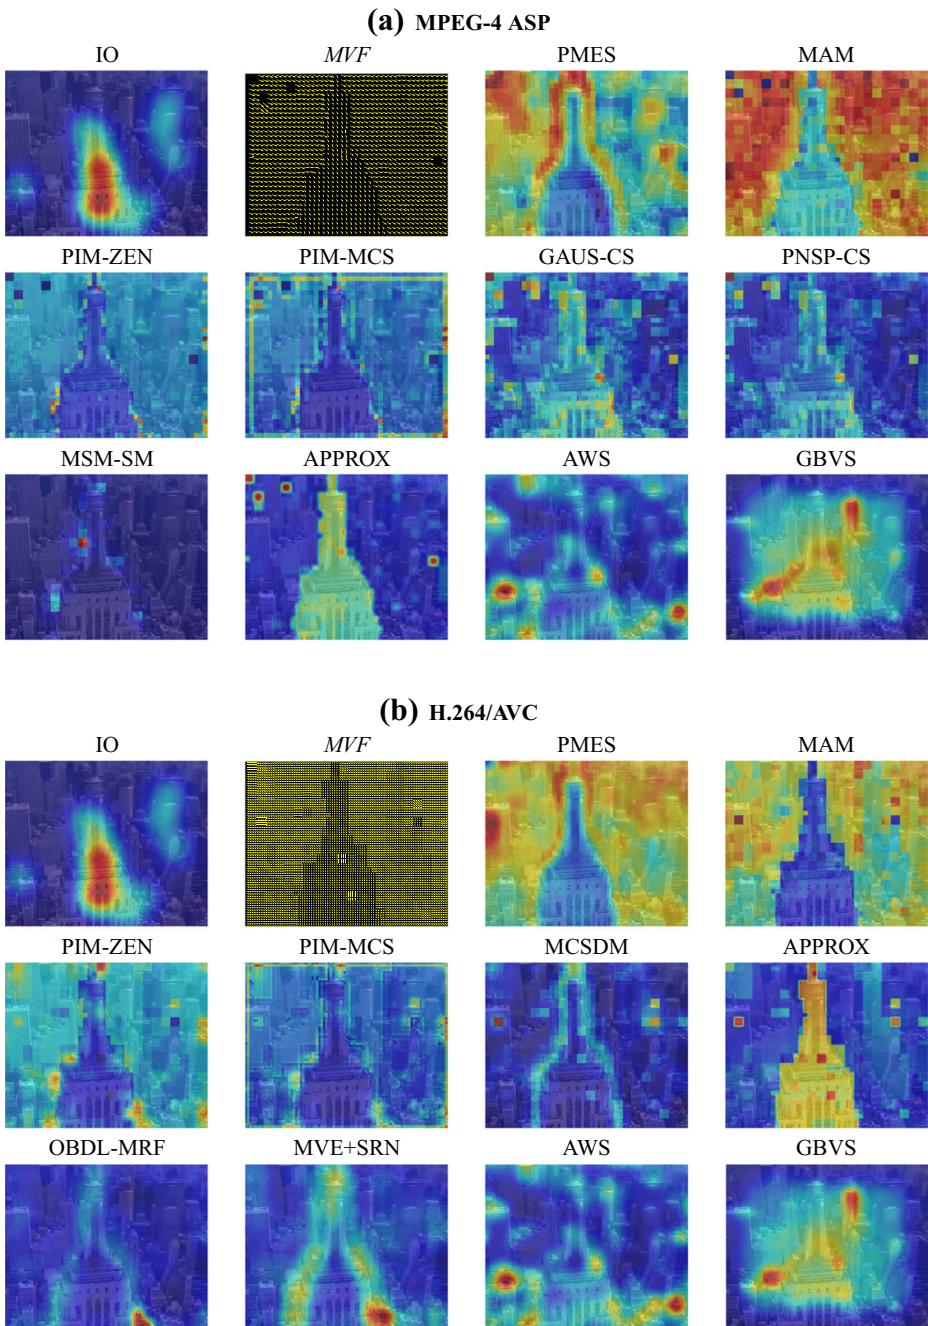 (a) MPEG-4 ASP
IO MVF PMES MAM
PIM-ZEN PIM-MCS GAUS-CS PNSP-CS
MSM-SM APPROX AWS GBVS
(b) H.264/AVC
IO MVF PMES MAM
PIM-ZEN PIM-MCS MCSDM APPROX
OBDL-MRF MVE+SRN AWS GBVS